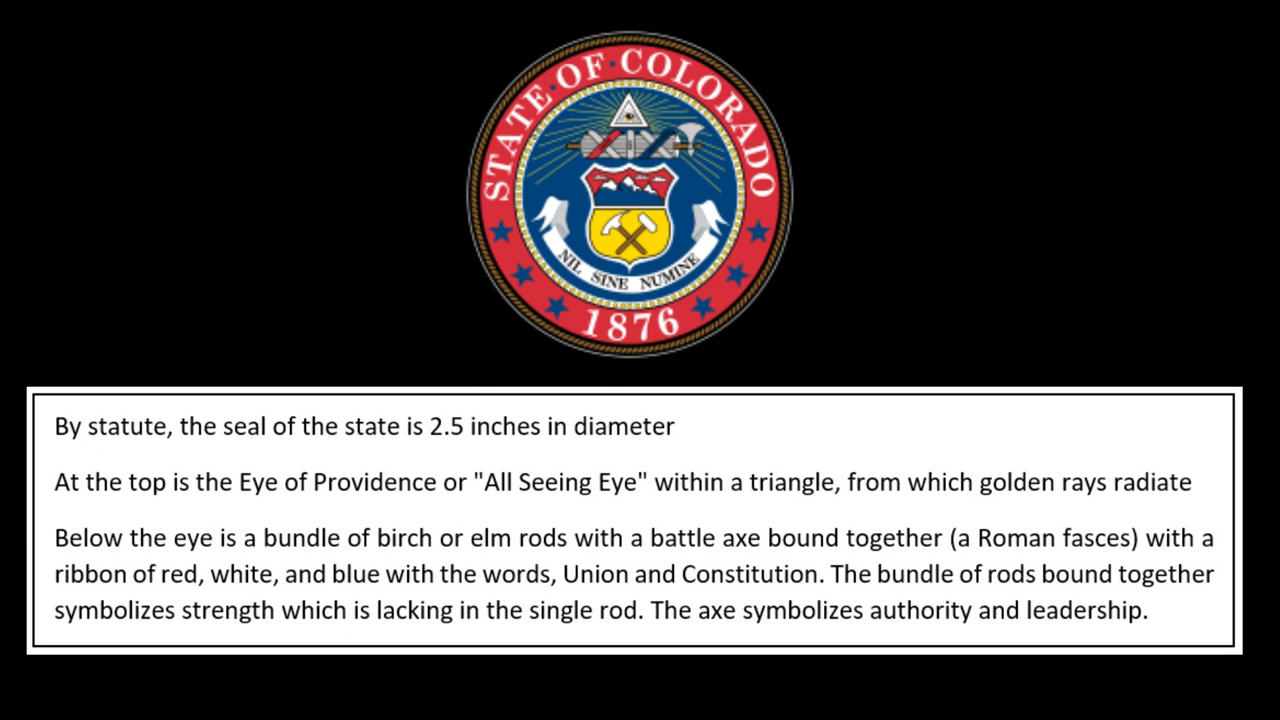 STATE·OF·COLORADO
NIL SINE NUMINE
1876
By statute, the seal of the state is 2.5 inches in diameter
At the top is the Eye of Providence or "All Seeing Eye" within a triangle, from which golden rays radiate
Below the eye is a bundle of birch or elm rods with a battle axe bound together (a Roman fasces) with a
ribbon of red, white, and blue with the words, Union and Constitution. The bundle of rods bound together
symbolizes strength which is lacking in the single rod. The axe symbolizes authority and leadership.